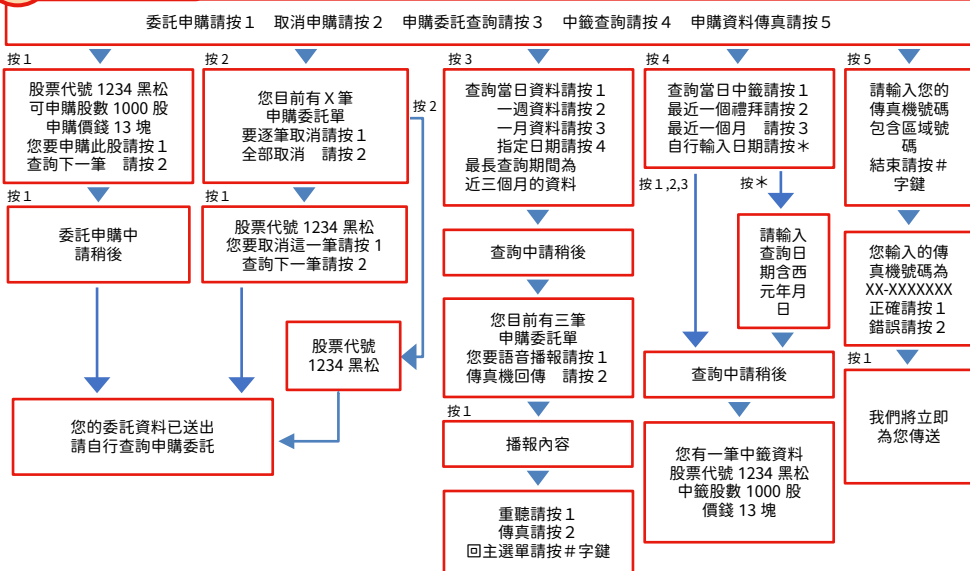 委託申購請按1 取消申購請按2 申購委託查詢請按3 中籤查詢請按4 申購資料傳真請按5
按1
股票代號 1234 黑松
可申購股數 1000 股
申購價錢 13 塊
您要申購此股請按1
查詢下一筆 請按2
按1
委託申購中
請稍後
按2
您目前有X筆
申購委託單
要逐筆取消請按1
全部取消 請按2
按2
按1
股票代號 1234 黑松
您要取消這一筆請按 1
查詢下一筆請按 2
股票代號
1234 黑松
您的委託資料已送出
請自行查詢申購委託
按3
查詢當日資料請按1
一週資料請按2
一月資料請按3
指定日期請按4
最長查詢期間為
近三個月的資料
查詢中請稍後
您目前有三筆
申購委託單
您要語音播報請按1
傳真機回傳 請按2
按1
播報內容
重聽請按1
傳真請按2
回主選單請按#字鍵
按4
查詢當日中籤請按1
最近一個禮拜請按2
最近一個月 請按3
自行輸入日期請按*
按1,2,3
按*
請輸入
查詢日
期含西
元年月
日
查詢中請稍後
您有一筆中籤資料
股票代號 1234 黑松
中籤股數 1000 股
價錢 13 塊
按5
請輸入您的
傳真機號碼
包含區域號
碼
結束請按#
字鍵
您輸入的傳
真機號碼為
XX-XXXXXXX
正確請按1
錯誤請按2
按1
我們將立即
為您傳送